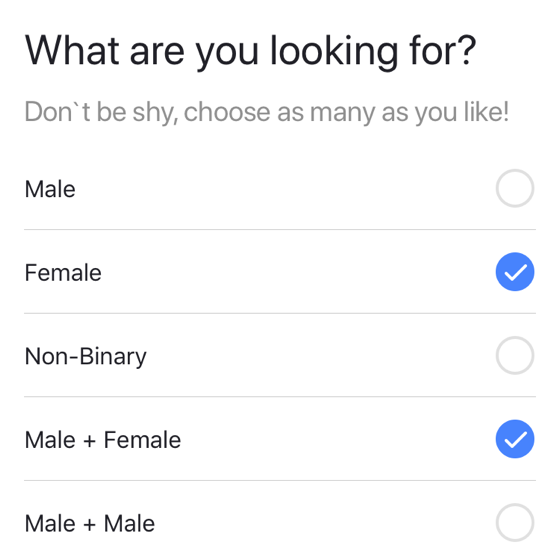 What are you looking for?
Don`t be shy, choose as many as you like!
Male
Female
Non-Binary
Male + Female
Male + Male